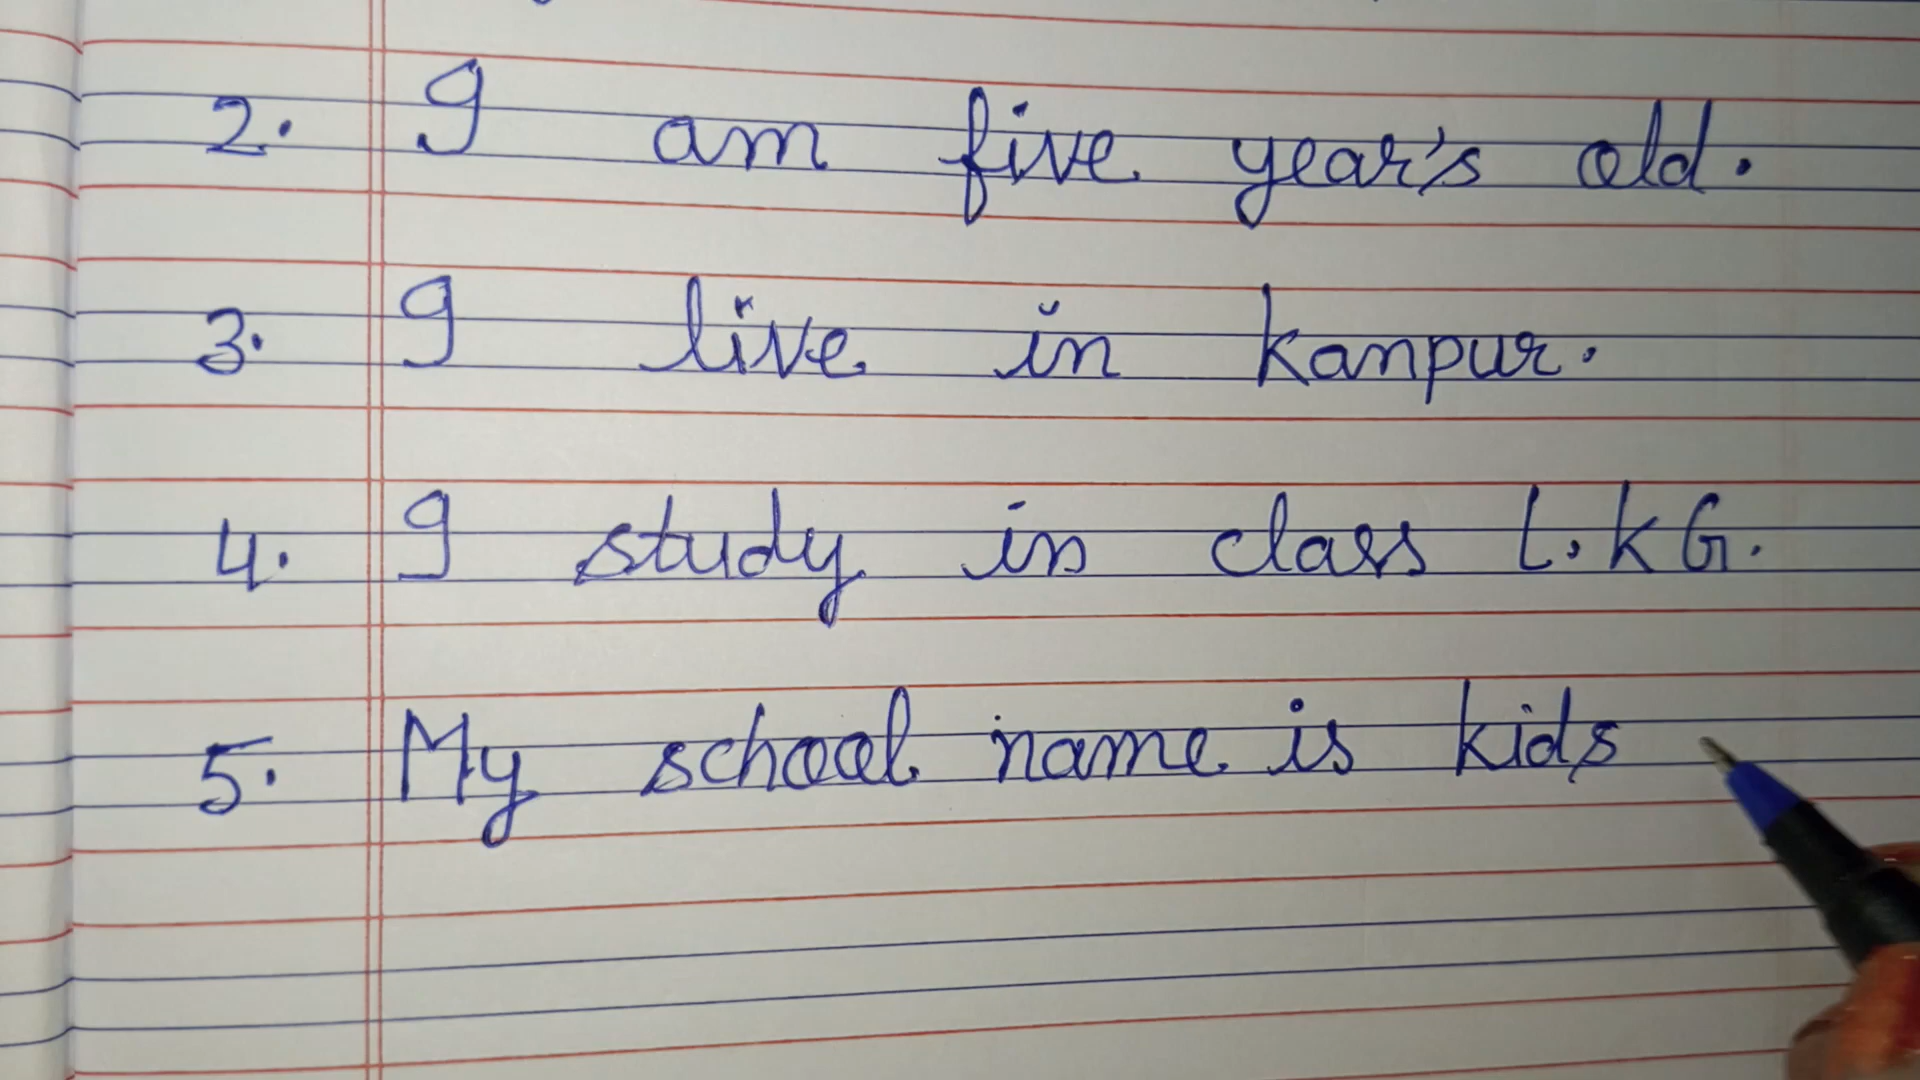 2. I am five year's old.
3. I live in kanpur.
4. I study in class L.KG.
5. My school name is kids